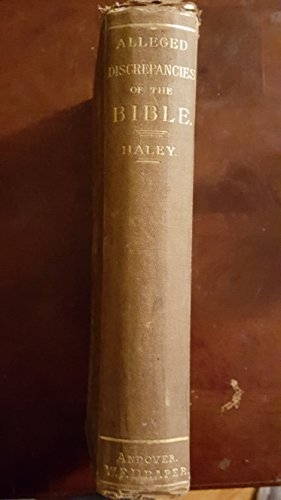 ALLEGED
DISCREPANCIES
OF THE
BIBLE.
HALEY.
ANDOVER.
W.F.DRAPER.